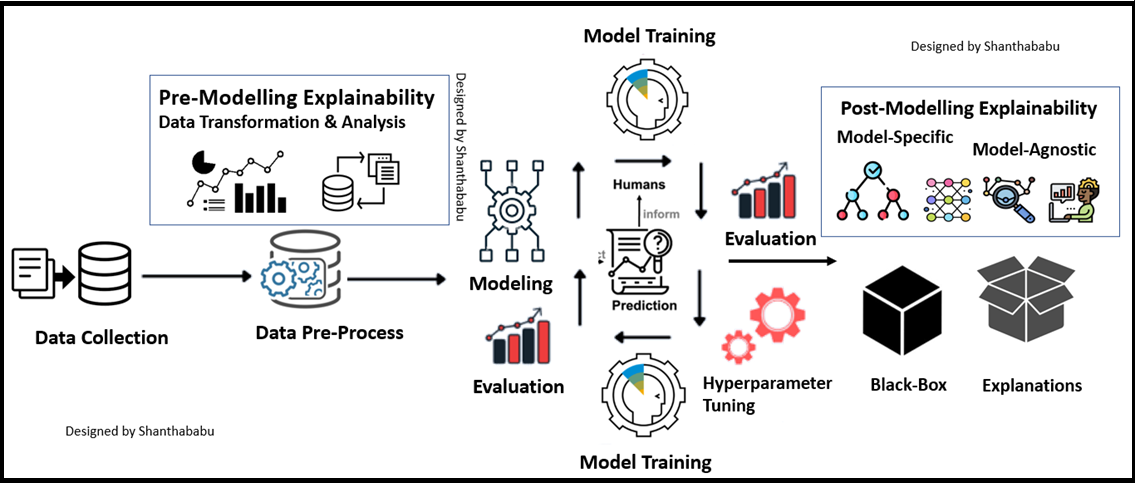 Model Training
Designed by Shanthababu
Pre-Modelling Explainability
Data Transformation & Analysis
Designed by Shanthababu
Post-Modelling Explainability
Model-Specific
Model-Agnostic
Humans
inform
Prediction
Evaluation
Modeling
Data Collection
Data Pre-Process
Evaluation
Hyperparameter
Tuning
Black-Box
Explanations
Designed by Shanthababu
Model Training